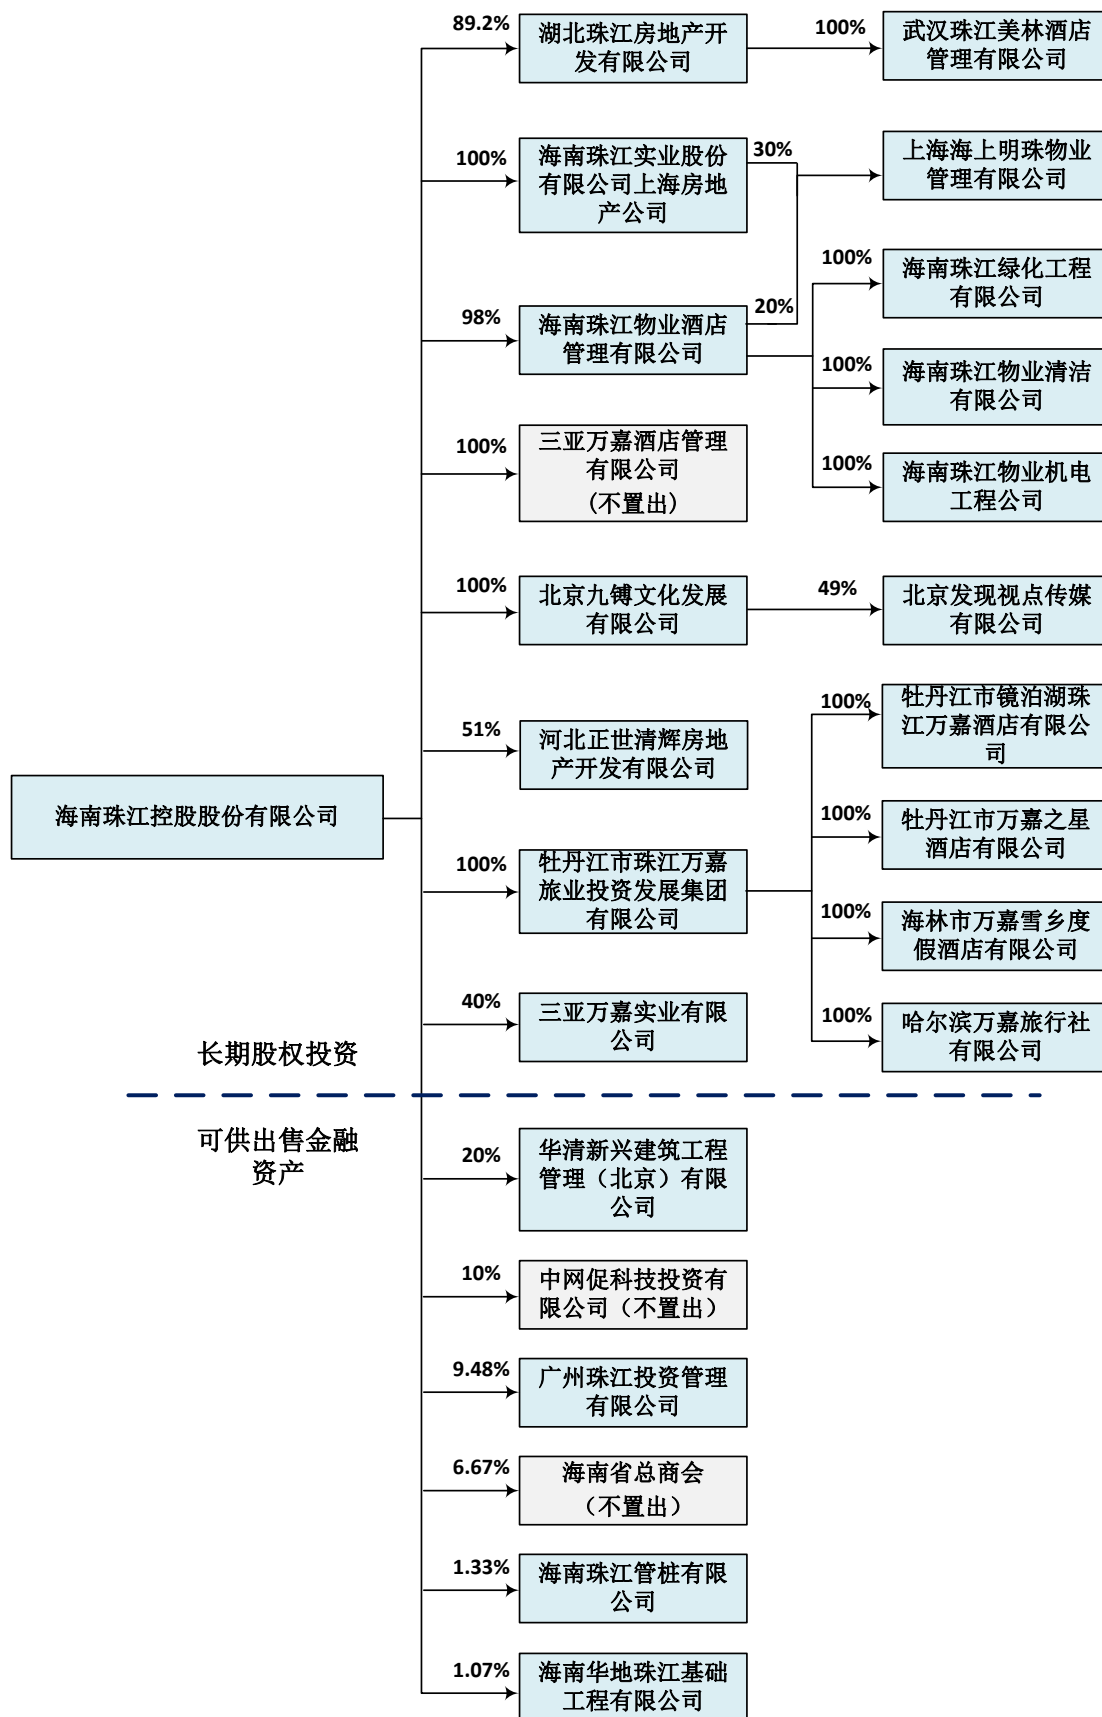 89.2%
湖北珠江房地产开
发有限公司
100%
武汉珠江美林酒店
管理有限公司
100%
海南珠江实业股份
有限公司上海房地
产公司
30%
上海海上明珠物业
管理有限公司
98%
海南珠江物业酒店
管理有限公司
20%
100%
海南珠江绿化工程
有限公司
100%
海南珠江物业清洁
有限公司
100%
海南珠江物业机电
工程公司
100%
三亚万嘉酒店管理
有限公司
(不置出)
100%
北京九镈文化发展
有限公司
49%
北京发现视点传媒
有限公司
51%
河北正世清辉房地
产开发有限公司
海南珠江控股股份有限公司
100%
牡丹江市珠江万嘉
旅业投资发展集团
有限公司
100%
牡丹江市镜泊湖珠
江万嘉酒店有限公
司
100%
牡丹江市万嘉之星
酒店有限公司
100%
海林市万嘉雪乡度
假酒店有限公司
100%
哈尔滨万嘉旅行社
有限公司
40%
三亚万嘉实业有限
公司
长期股权投资
可供出售金融
资产
20%
华清新兴建筑工程
管理（北京）有限
公司
10%
中网促科技投资有
限公司（不置出）
9.48%
广州珠江投资管理
有限公司
6.67%
海南省总商会
（不置出）
1.33%
海南珠江管桩有限
公司
1.07%
海南华地珠江基础
工程有限公司